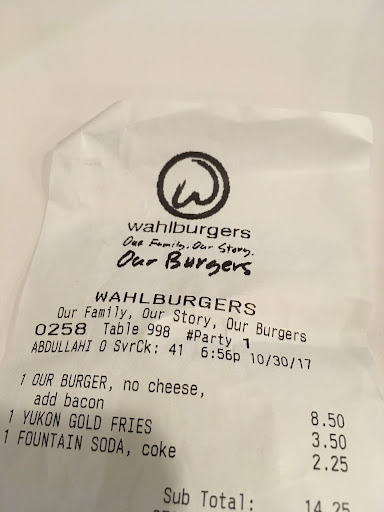 W
wahlburgers
Our Family. Our Story.
Our Burgers
WAHLBURGERS
Our Family, Our Story, Our Burgers
0258 Table 998 #Party 1
ABDULLAHI O SvrCk: 41 6:56p 10/30/17
1 OUR BURGER, no cheese,
add bacon 8.50
1 YUKON GOLD FRIES 3.50
1 FOUNTAIN SODA, coke 2.25
Sub Total: 14.25